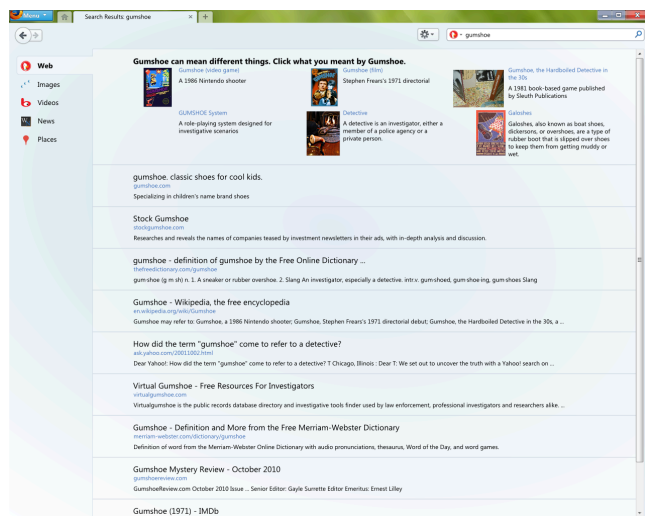 Menu
Search Results: gumshoe
gumshoe
Web
Images
Videos
News
Places
Gumshoe can mean different things. Click what you meant by Gumshoe.
Gumshoe (video game)
A 1986 Nintendo shooter
Gumshoe (film)
Stephen Frears's 1971 directorial
Gumshoe, the Hardboiled Detective in
the 30s
A 1981 book-based game published
by Sleuth Publications
GUMSHOE System
A role-playing system designed for
investigative scenarios
Detective
A detective is an investigator, either a
member of a police agency or a
private person.
Galoshes
Galoshes, also known as boat shoes,
dickersons, or overshoes, are a type of
rubber boot that is slipped over shoes
to keep them from getting muddy or
wet.
gumshoe. classic shoes for cool kids.
gumshoe.com
Specializing in children's name brand shoes
Stock Gumshoe
stockgumshoe.com
Researches and reveals the names of companies teased by investment newsletters in their ads, with in-depth analysis and discussion.
gumshoe - definition of gumshoe by the Free Online Dictionary ...
thefreedictionary.com/gumshoe
gum·shoe (g m sh) n. 1. A sneaker or rubber overshoe. 2. Slang An investigator, especially a detective. intr.v. gum·shoed, gum·shoe·ing, gum·shoes Slang
Gumshoe - Wikipedia, the free encyclopedia
en.wikipedia.org/wiki/Gumshoe
Gumshoe may refer to: Gumshoe, a 1986 Nintendo shooter; Gumshoe, Stephen Frears's 1971 directorial debut; Gumshoe, the Hardboiled Detective in the 30s, a ...
How did the term "gumshoe" come to refer to a detective?
ask.yahoo.com/20011002.html
Dear Yahoo!: How did the term "gumshoe" come to refer to a detective? T Chicago, Illinois : Dear T: We set out to uncover the truth with a Yahoo! search on ...
Virtual Gumshoe - Free Resources For Investigators
virtualgumshoe.com
Virtualgumshoe is the public records database directory and investigative tools finder used by law enforcement, professional investigators and researchers alike. ...
Gumshoe - Definition and More from the Free Merriam-Webster Dictionary
merriam-webster.com/dictionary/gumshoe
Definition of word from the Merriam-Webster Online Dictionary with audio pronunciations, thesaurus, Word of the Day, and word games.
Gumshoe Mystery Review - October 2010
gumshoereview.com
GumshoeReview.com October 2010 Issue ... Senior Editor: Gayle Surrette Editor Emeritus: Ernest Lilley
Gumshoe (1971) - IMDb